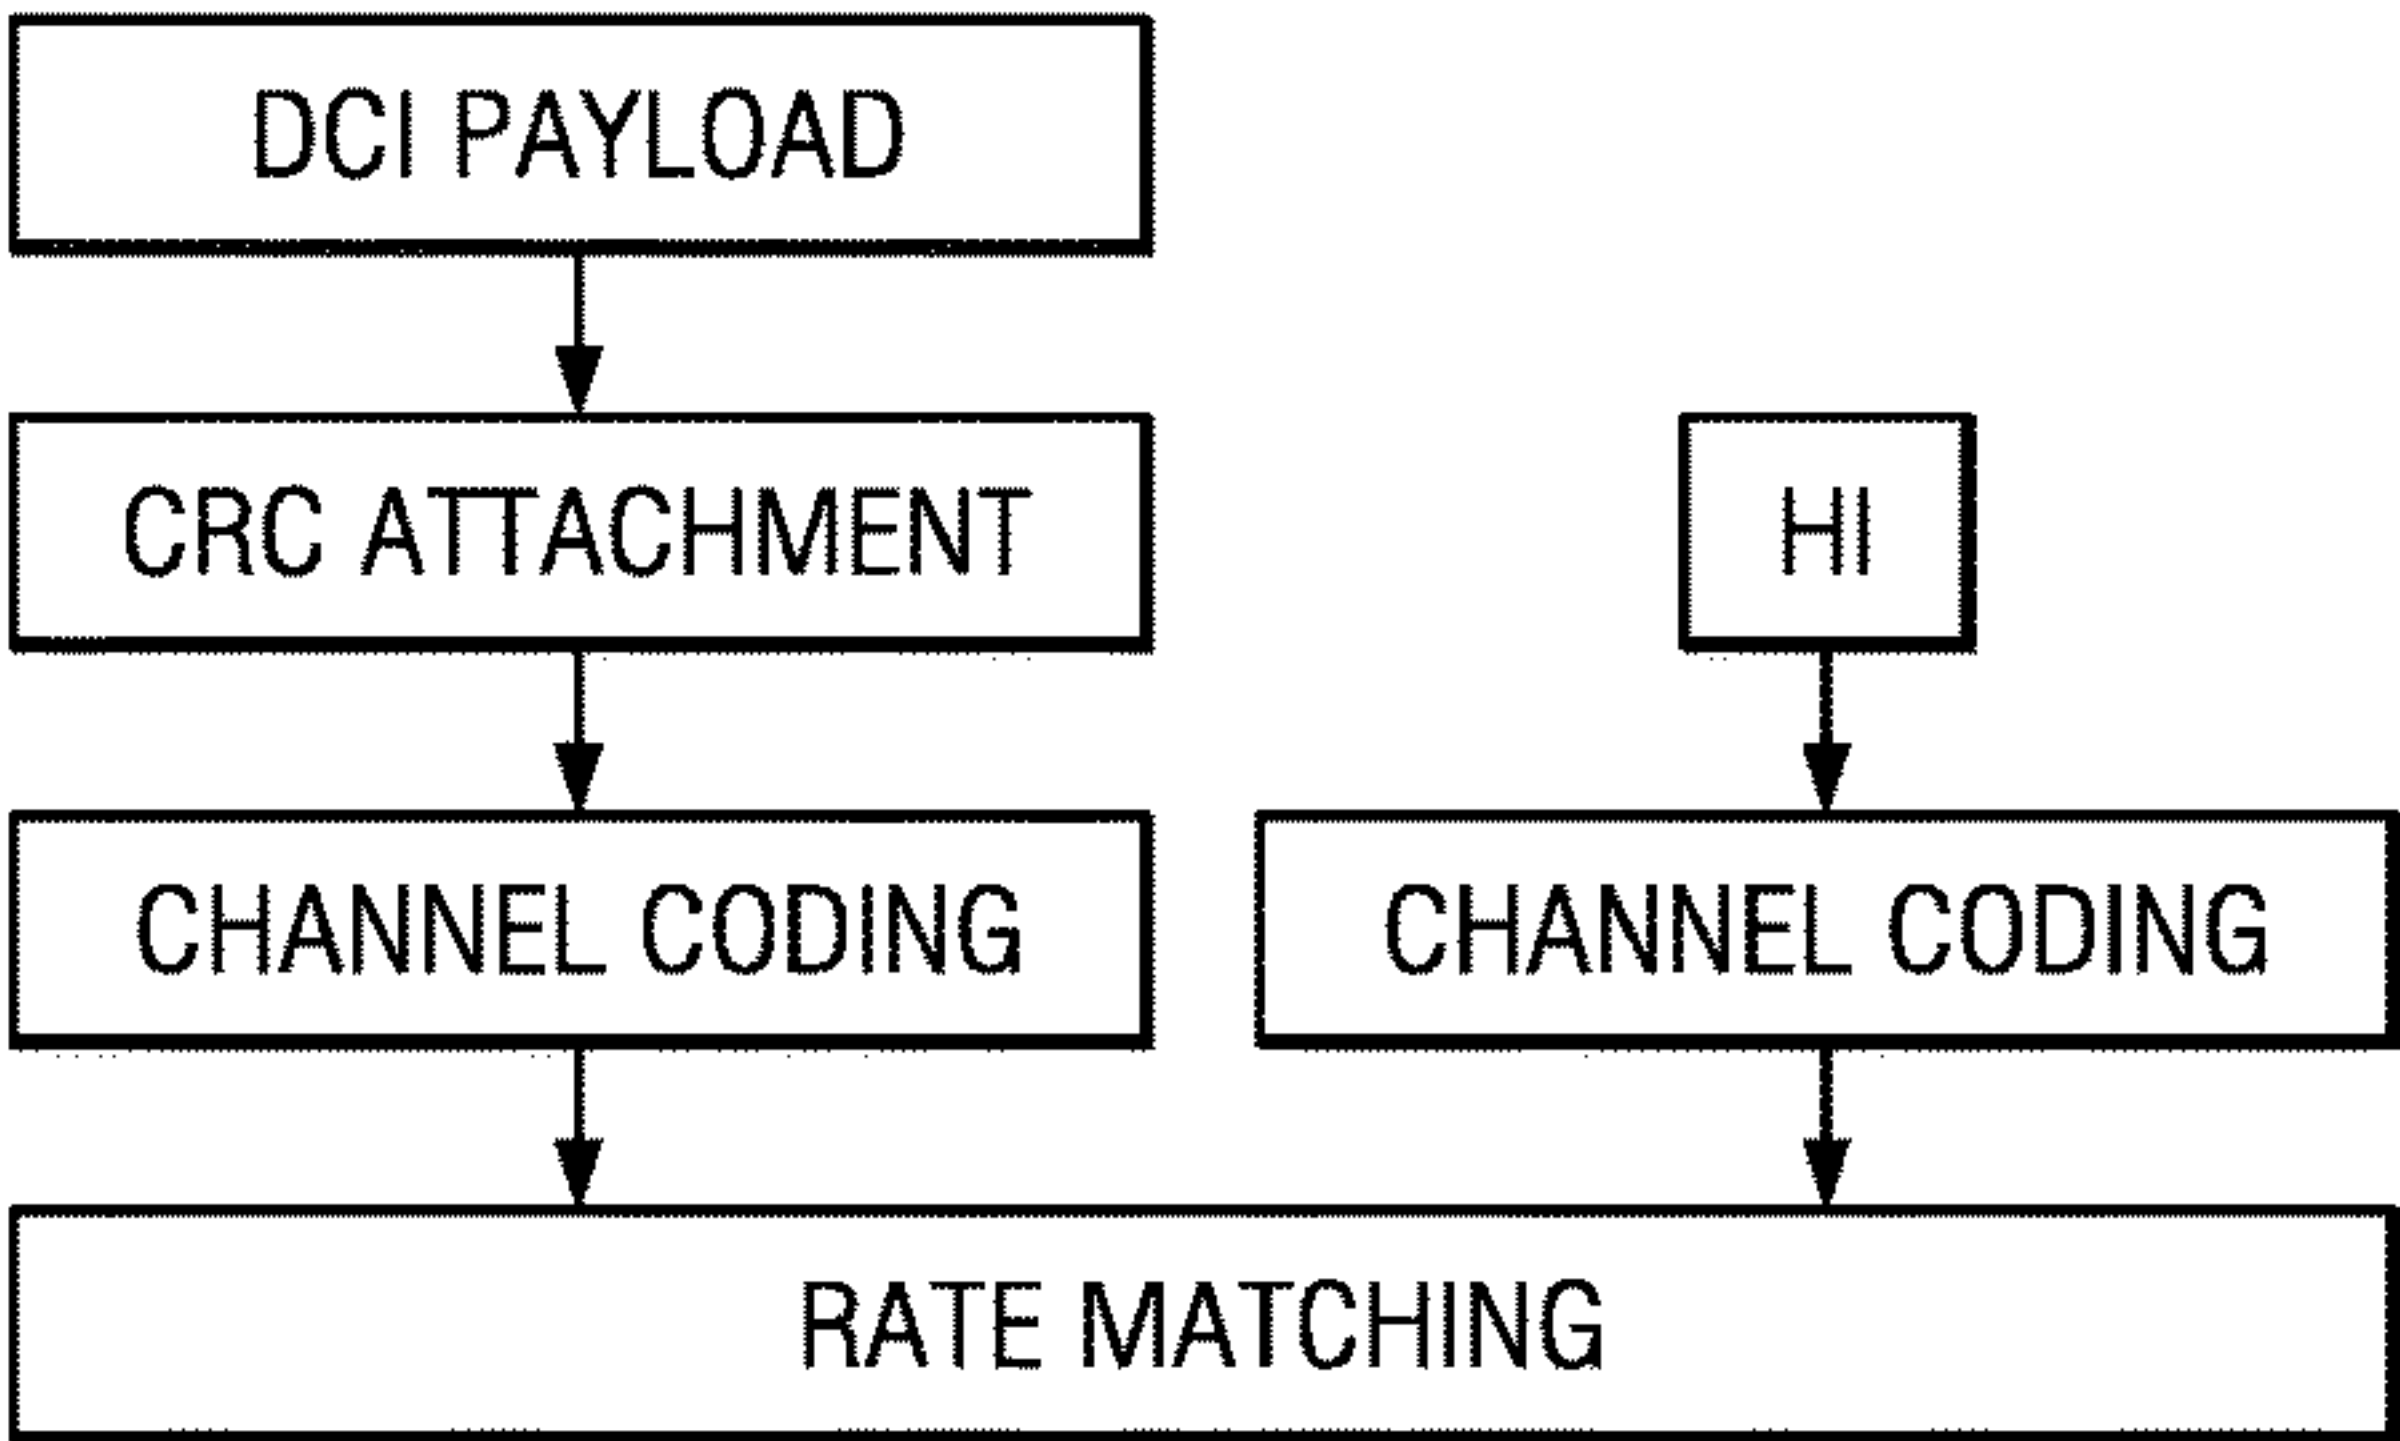 DCI PAYLOAD
CRC ATTACHMENT
HI
CHANNEL CODING
CHANNEL CODING
RATE MATCHING